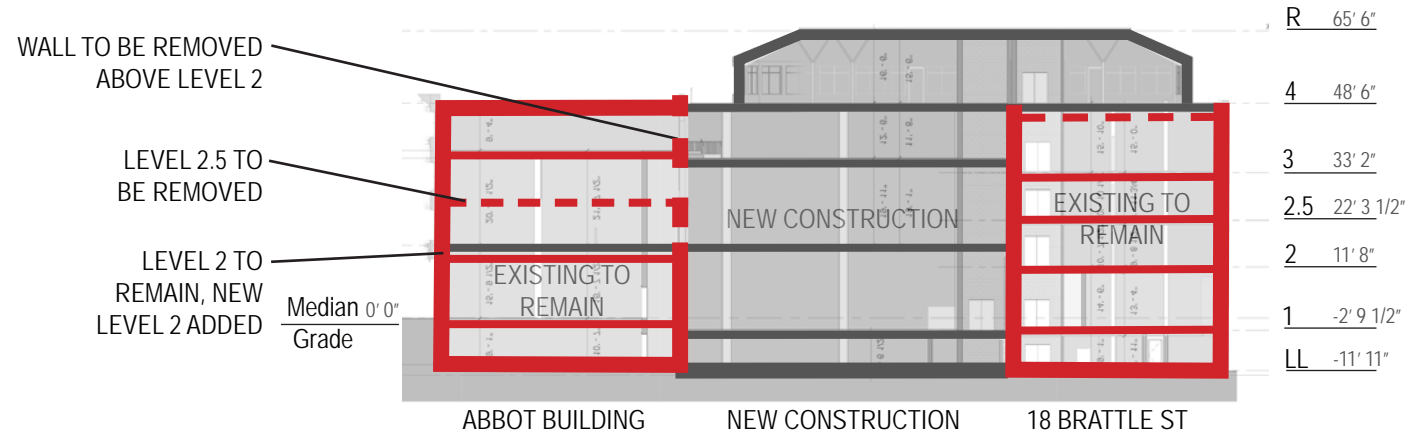 WALL TO BE REMOVED
ABOVE LEVEL 2
LEVEL 2.5 TO
BE REMOVED
LEVEL 2 TO
REMAIN, NEW
LEVEL 2 ADDED
Median 0' 0"
Grade
EXISTING TO
REMAIN
NEW CONSTRUCTION
EXISTING TO
REMAIN
R 65' 6"
4 48' 6"
3 33' 2"
2.5 22' 3 1/2"
2 11' 8"
1 -2' 9 1/2"
LL -11' 11"
ABBOT BUILDING
NEW CONSTRUCTION
18 BRATTLE ST